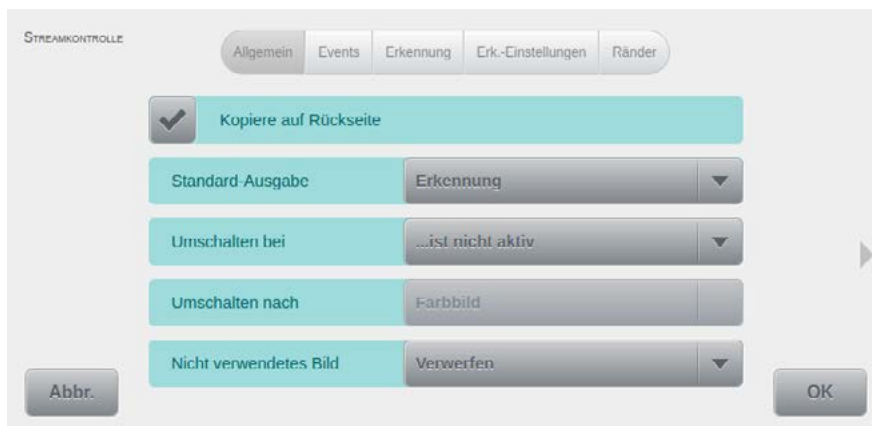 STREAMKONTROLLE
Allgemein Events Erkennung Erk.-Einstellungen Ränder
Kopiere auf Rückseite
Standard-Ausgabe Erkennung
Umschalten bei ...ist nicht aktiv
Umschalten nach Farbbild
Nicht verwendetes Bild Verwerfen
Abbr. OK